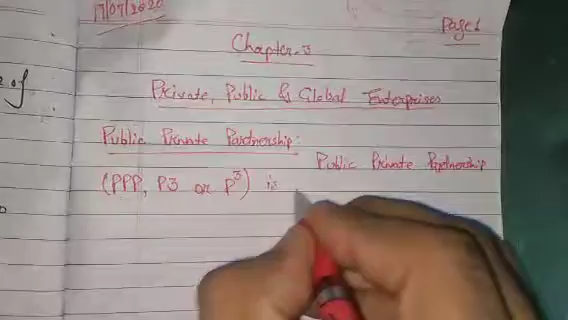 17/07/2020
Page 1
Chapter-3
Private, Public & Global Enterprises
Public Private Partnership:
Public Private Partnership
(PPP, P3 or P³) is
of